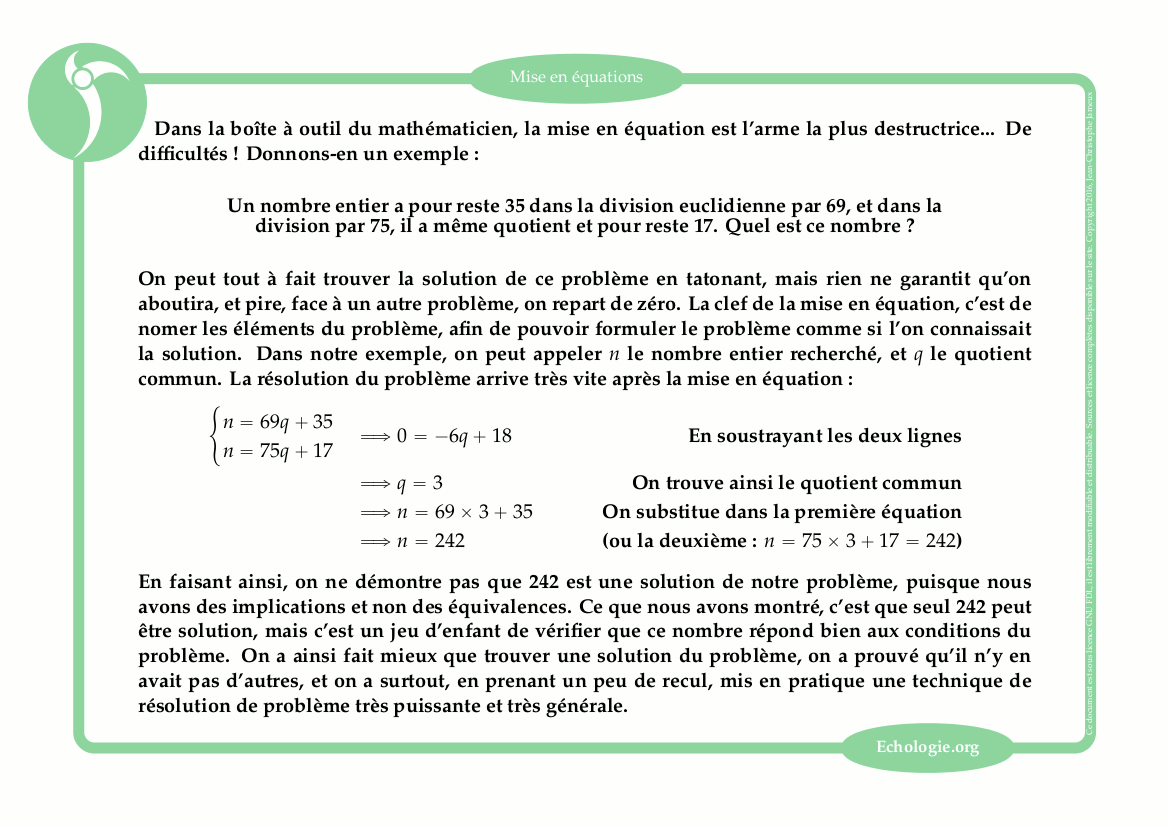 Mise en équations
Dans la boîte à outil du mathématicien, la mise en équation est l'arme la plus destructrice... De
difficultés ! Donnons-en un exemple :
Un nombre entier a pour reste 35 dans la division euclidienne par 69, et dans la
division par 75, il a même quotient et pour reste 17. Quel est ce nombre ?
On peut tout à fait trouver la solution de ce problème en tatonant, mais rien ne garantit qu'on
aboutira, et pire, face à un autre problème, on repart de zéro. La clef de la mise en équation, c'est de
nomer les éléments du problème, afin de pouvoir formuler le problème comme si l'on connaissait
la solution. Dans notre exemple, on peut appeler n le nombre entier recherché, et q le quotient
commun. La résolution du problème arrive très vite après la mise en équation :
n = 69q + 35
n = 75q + 17
⟹ 0 = −6q + 18 En soustrayant les deux lignes
⟹ q = 3 On trouve ainsi le quotient commun
⟹ n = 69 × 3 + 35 On substitue dans la première équation
⟹ n = 242 (ou la deuxième : n = 75 × 3 + 17 = 242)
En faisant ainsi, on ne démontre pas que 242 est une solution de notre problème, puisque nous
avons des implications et non des équivalences. Ce que nous avons montré, c'est que seul 242 peut
être solution, mais c'est un jeu d'enfant de vérifier que ce nombre répond bien aux conditions du
problème. On a ainsi fait mieux que trouver une solution du problème, on a prouvé qu'il n'y en
avait pas d'autres, et on a surtout, en prenant un peu de recul, mis en pratique une technique de
résolution de problème très puissante et très générale.
Echologie.org
Ce document est sous licence GNU FDL, il est librement modifiable et distribuable. Sources et licence complètes disponible sur le site. Copyright 2016, Jean-Christophe Jameux